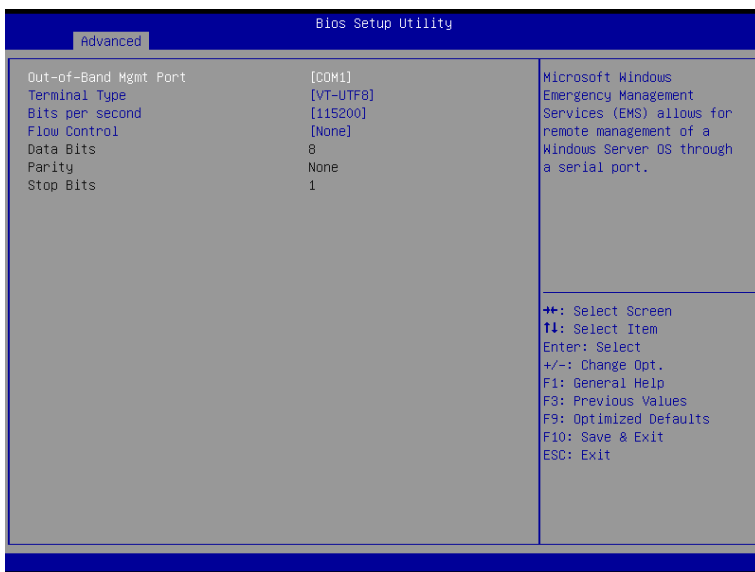 Bios Setup Utility
Advanced
Out-of-Band Mgmt Port [COM1]
Terminal Type [VT-UTF8]
Bits per second [115200]
Flow Control [None]
Data Bits 8
Parity None
Stop Bits 1
Microsoft Windows
Emergency Management
Services (EMS) allows for
remote management of a
Windows Server OS through
a serial port.
→←: Select Screen
↑↓: Select Item
Enter: Select
+/-: Change Opt.
F1: General Help
F3: Previous Values
F9: Optimized Defaults
F10: Save & Exit
ESC: Exit